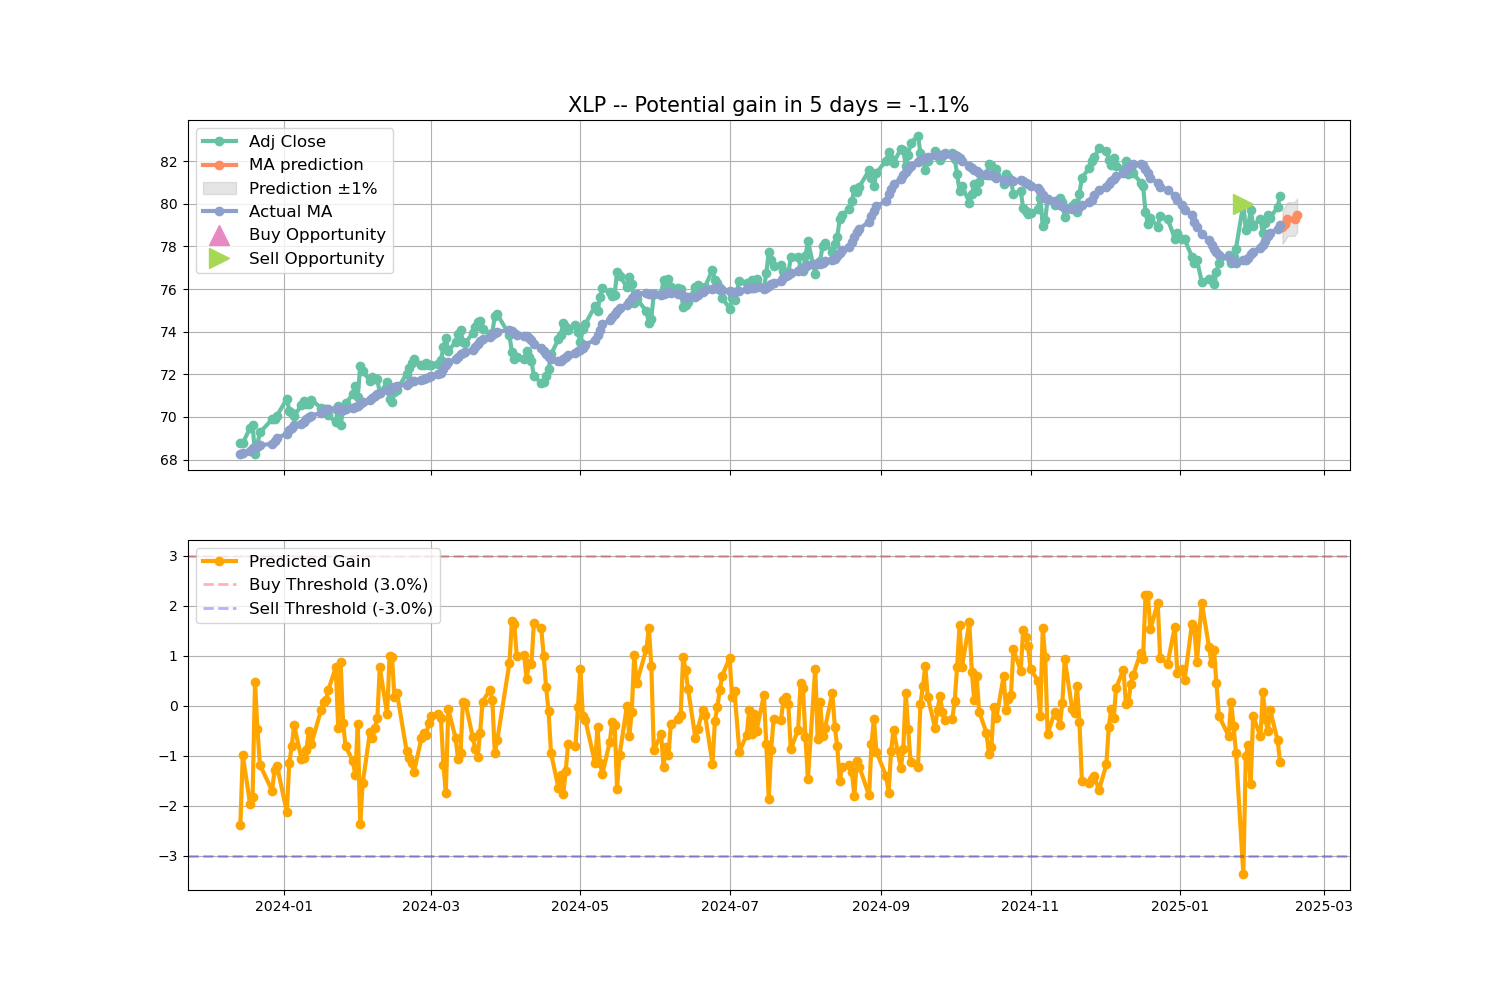 XLP -- Potential gain in 5 days = -1.1%
Adj Close
MA prediction
Prediction ±1%
Actual MA
Buy Opportunity
Sell Opportunity
82
80
78
76
74
72
70
68
Predicted Gain
Buy Threshold (3.0%)
Sell Threshold (-3.0%)
3
2
1
0
−1
−2
−3
2024-01 2024-03 2024-05 2024-07 2024-09 2024-11 2025-01 2025-03